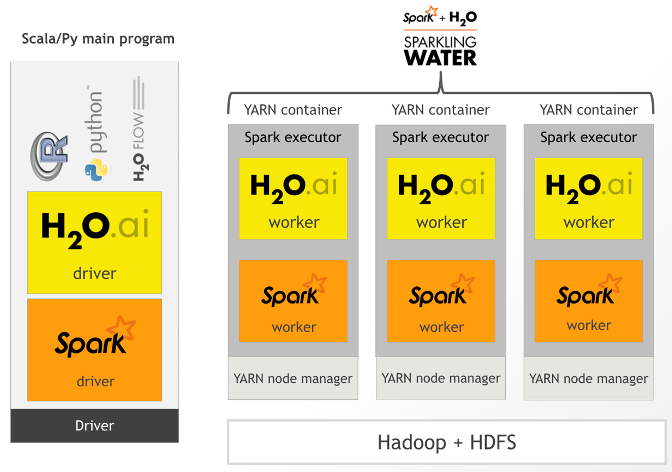 Scala/Py main program
R
python™
H2O FLOW
H2O.ai
driver
Spark
driver
Driver
Spark + H2O
SPARKLING
WATER
YARN container
Spark executor
H2O.ai
worker
Spark
worker
YARN node manager
YARN container
Spark executor
H2O.ai
worker
Spark
worker
YARN node manager
YARN container
Spark executor
H2O.ai
worker
Spark
worker
YARN node manager
Hadoop + HDFS